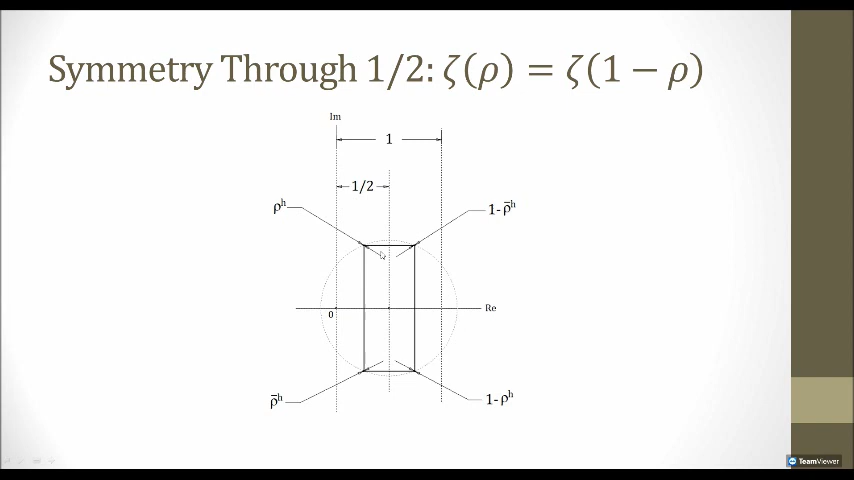 Symmetry Through 1/2: ζ(ρ) = ζ(1 − ρ)
Im
1
1/2
ρʰ
1-ρ̄ʰ
0
Re
ρ̄ʰ
1-ρʰ
TeamViewer